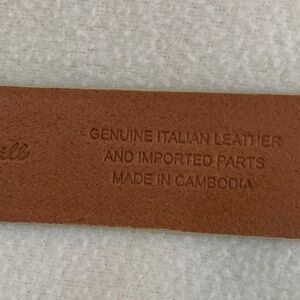 GENUINE ITALIAN LEATHER
AND IMPORTED PARTS
MADE IN CAMBODIA